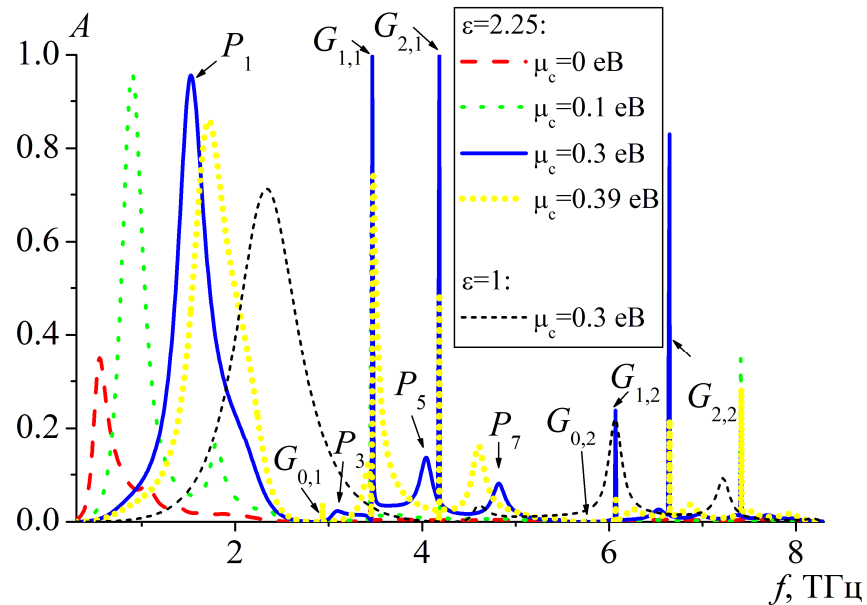 A
P₁
G₁,₁
G₂,₁
ε=2.25:
μc=0 eB
μc=0.1 eB
μc=0.3 eB
μc=0.39 eB
ε=1:
μc=0.3 eB
1.0
0.8
0.6
0.4
0.2
0.0
G₀,₁
P₃
P₅
P₇
G₀,₂
G₁,₂
G₂,₂
2
4
6
8
f, ТГц